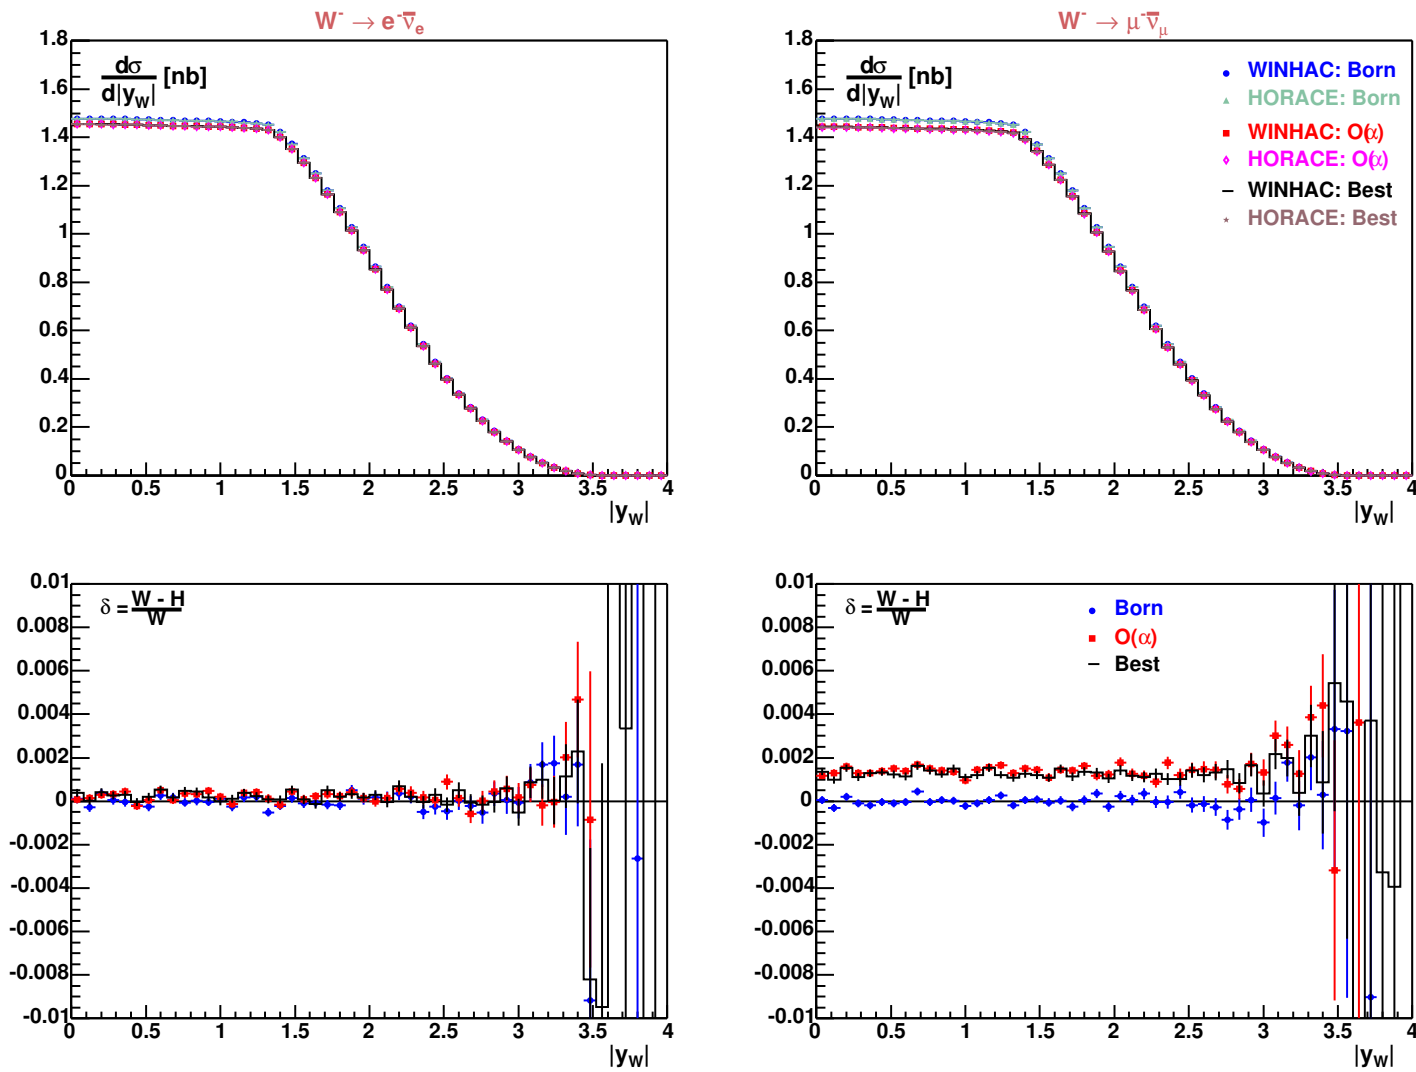 W⁻ → e⁻ν̅ₑ
dσ/d|y_W| [nb]
1.8
1.6
1.4
1.2
1
0.8
0.6
0.4
0.2
0
0 0.5 1 1.5 2 2.5 3 3.5 4
|y_W|
W⁻ → μ⁻ν̅_μ
dσ/d|y_W| [nb]
WINHAC: Born
HORACE: Born
WINHAC: O(α)
HORACE: O(α)
WINHAC: Best
HORACE: Best
1.8
1.6
1.4
1.2
1
0.8
0.6
0.4
0.2
0
0 0.5 1 1.5 2 2.5 3 3.5 4
|y_W|
δ = (W - H)/W
0.01
0.008
0.006
0.004
0.002
0
-0.002
-0.004
-0.006
-0.008
-0.01
0 0.5 1 1.5 2 2.5 3 3.5 4
|y_W|
δ = (W - H)/W
Born
O(α)
Best
0.01
0.008
0.006
0.004
0.002
0
-0.002
-0.004
-0.006
-0.008
-0.01
0 0.5 1 1.5 2 2.5 3 3.5 4
|y_W|